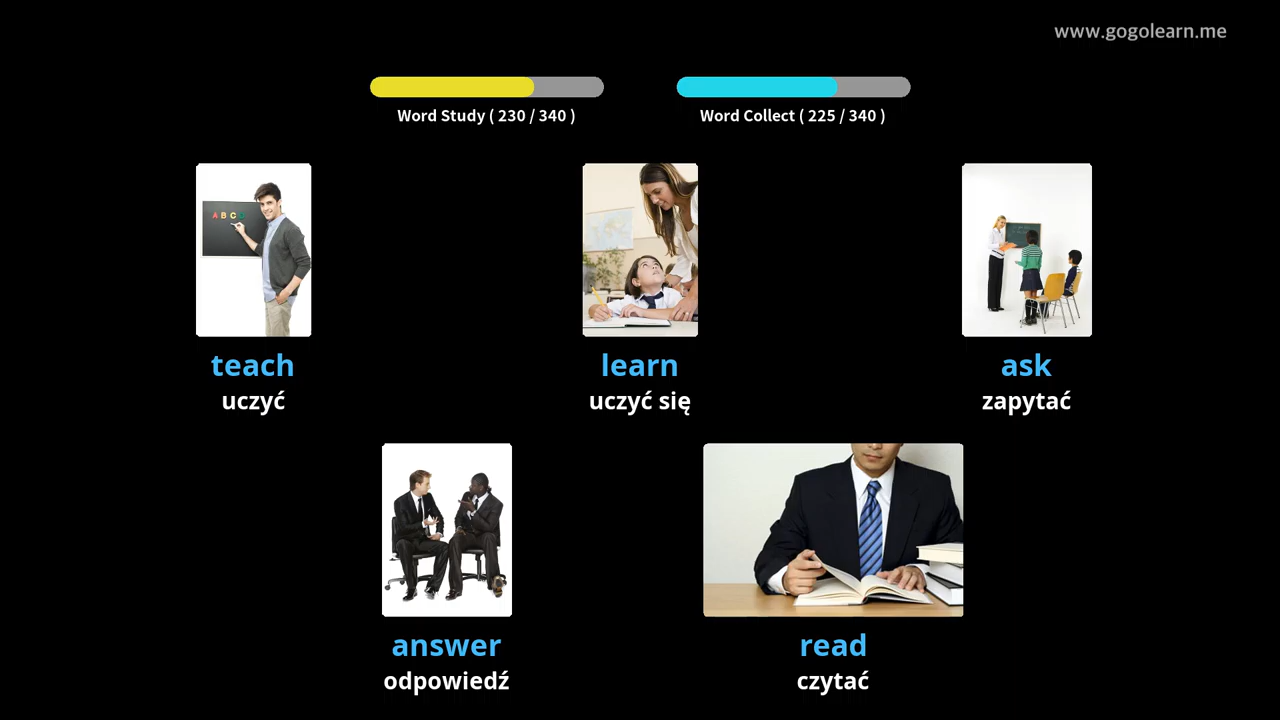 www.gogolearn.me
Word Study ( 230 / 340 )
Word Collect ( 225 / 340 )
A B C D
teach
uczyć
learn
uczyć się
ask
zapytać
answer
odpowiedź
read
czytać